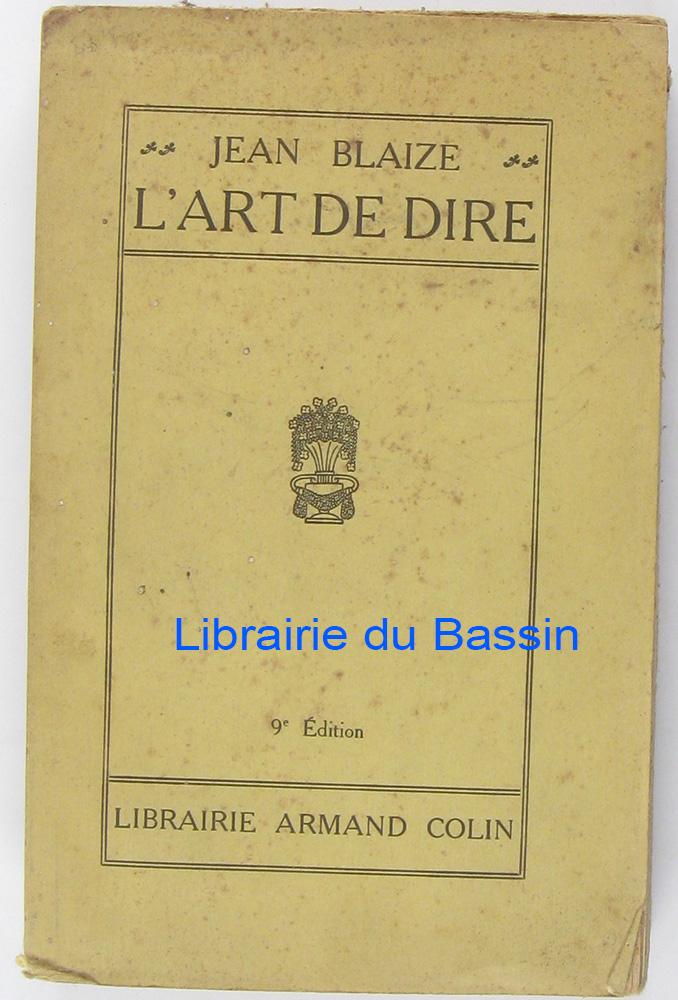 JEAN BLAIZE
L'ART DE DIRE
Librairie du Bassin
9e Édition
LIBRAIRIE ARMAND COLIN